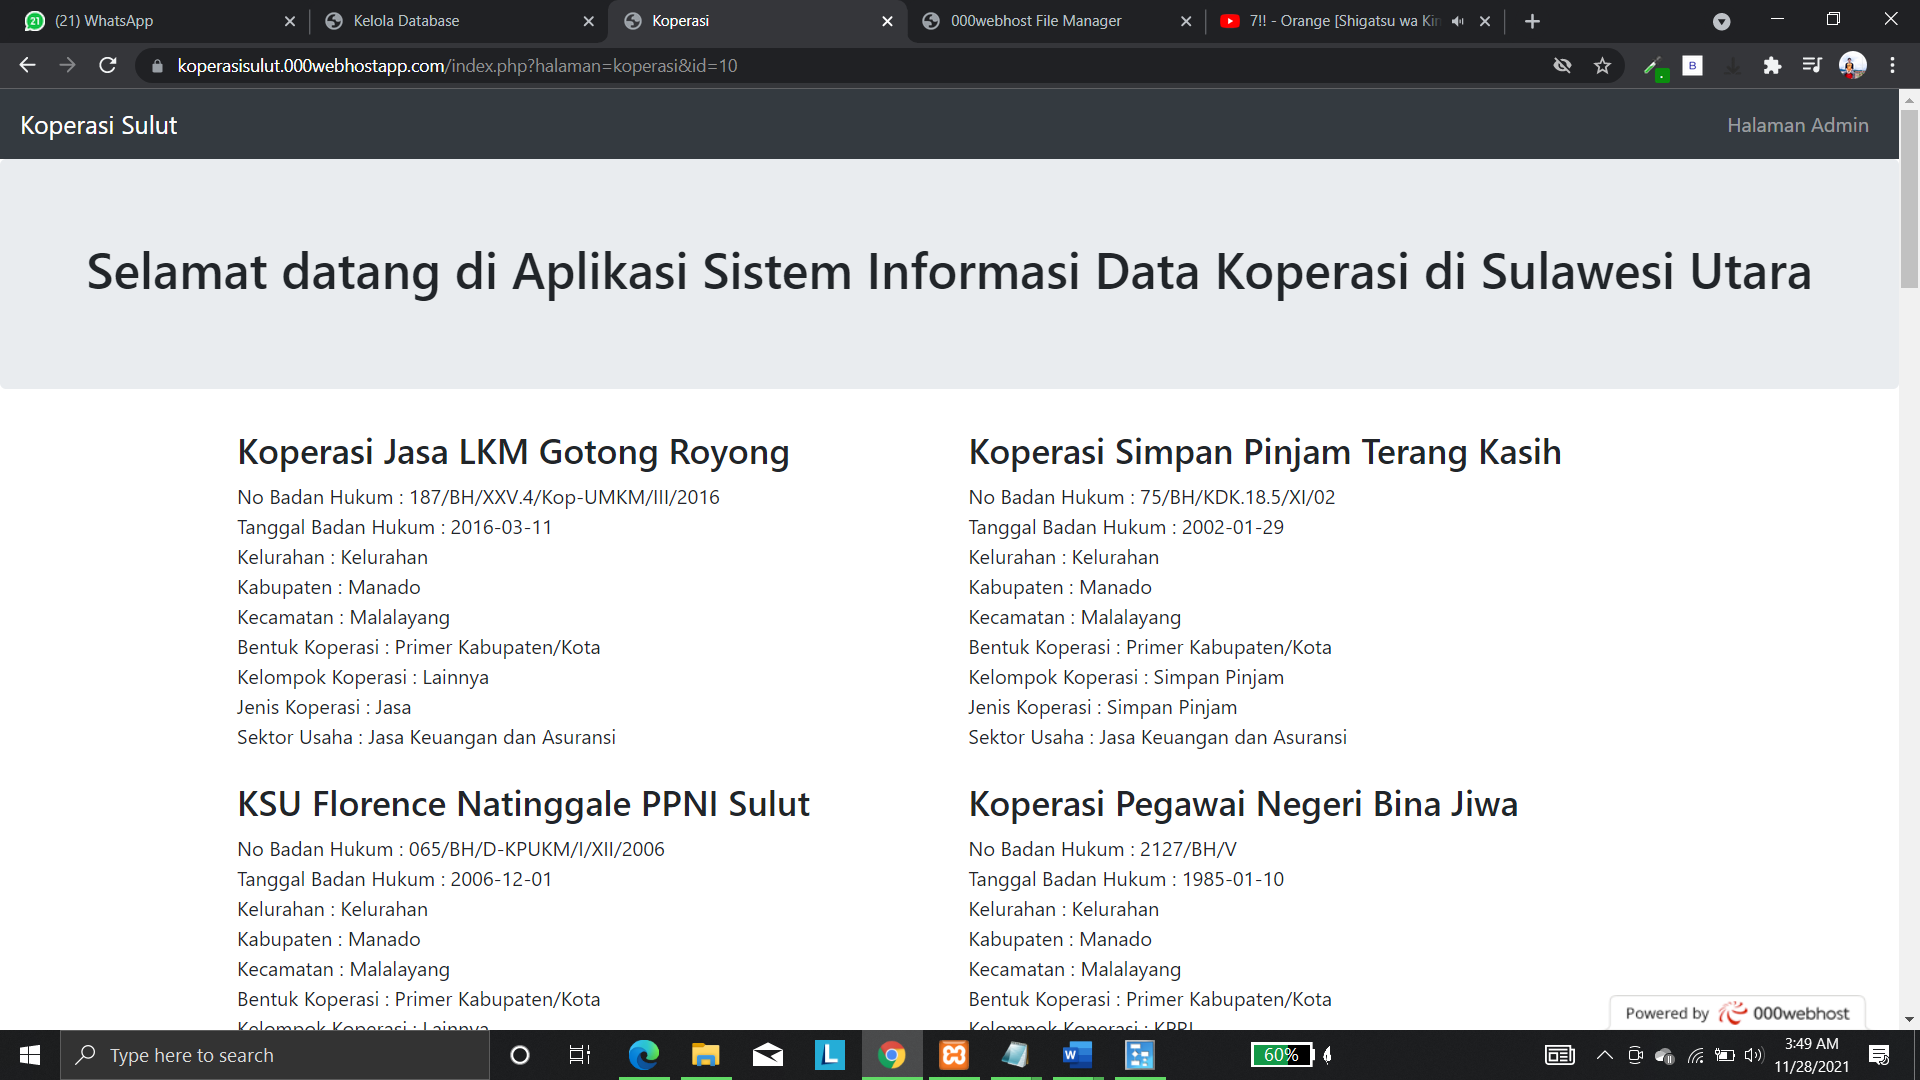 21
(21) WhatsApp
Kelola Database
Koperasi
000webhost File Manager
7!! - Orange [Shigatsu wa Kin
koperasisulut.000webhostapp.com/index.php?halaman=koperasi&id=10
B
Koperasi Sulut
Halaman Admin
Selamat datang di Aplikasi Sistem Informasi Data Koperasi di Sulawesi Utara
Koperasi Jasa LKM Gotong Royong
No Badan Hukum : 187/BH/XXV.4/Kop-UMKM/III/2016
Tanggal Badan Hukum : 2016-03-11
Kelurahan : Kelurahan
Kabupaten : Manado
Kecamatan : Malalayang
Bentuk Koperasi : Primer Kabupaten/Kota
Kelompok Koperasi : Lainnya
Jenis Koperasi : Jasa
Sektor Usaha : Jasa Keuangan dan Asuransi
Koperasi Simpan Pinjam Terang Kasih
No Badan Hukum : 75/BH/KDK.18.5/XI/02
Tanggal Badan Hukum : 2002-01-29
Kelurahan : Kelurahan
Kabupaten : Manado
Kecamatan : Malalayang
Bentuk Koperasi : Primer Kabupaten/Kota
Kelompok Koperasi : Simpan Pinjam
Jenis Koperasi : Simpan Pinjam
Sektor Usaha : Jasa Keuangan dan Asuransi
KSU Florence Natinggale PPNI Sulut
No Badan Hukum : 065/BH/D-KPUKM/I/XII/2006
Tanggal Badan Hukum : 2006-12-01
Kelurahan : Kelurahan
Kabupaten : Manado
Kecamatan : Malalayang
Bentuk Koperasi : Primer Kabupaten/Kota
Kelompok Koperasi : Lainnya
Koperasi Pegawai Negeri Bina Jiwa
No Badan Hukum : 2127/BH/V
Tanggal Badan Hukum : 1985-01-10
Kelurahan : Kelurahan
Kabupaten : Manado
Kecamatan : Malalayang
Bentuk Koperasi : Primer Kabupaten/Kota
Kelompok Koperasi : KPRI
Powered by 000webhost
Type here to search
L
W
60%
3:49 AM
11/28/2021